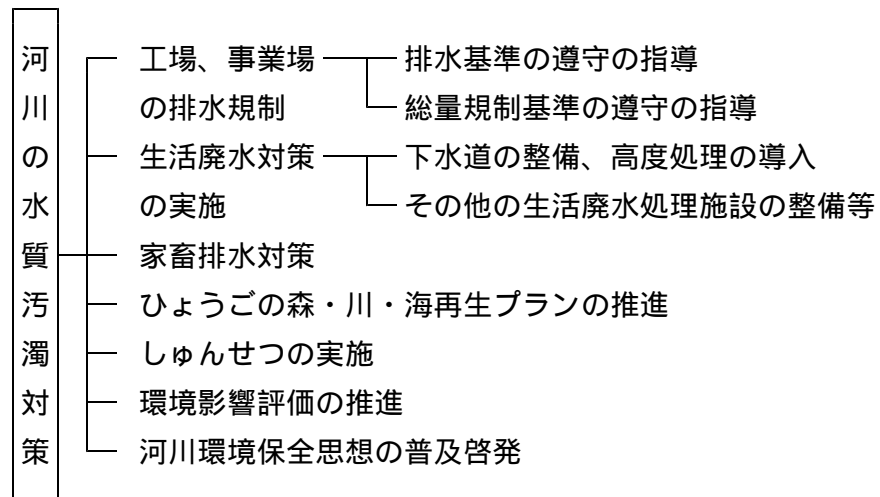 河川の水質汚濁対策
工場、事業場
の排水規制
排水基準の遵守の指導
総量規制基準の遵守の指導
生活廃水対策
の実施
下水道の整備、高度処理の導入
その他の生活廃水処理施設の整備等
家畜排水対策
ひょうごの森・川・海再生プランの推進
しゅんせつの実施
環境影響評価の推進
河川環境保全思想の普及啓発